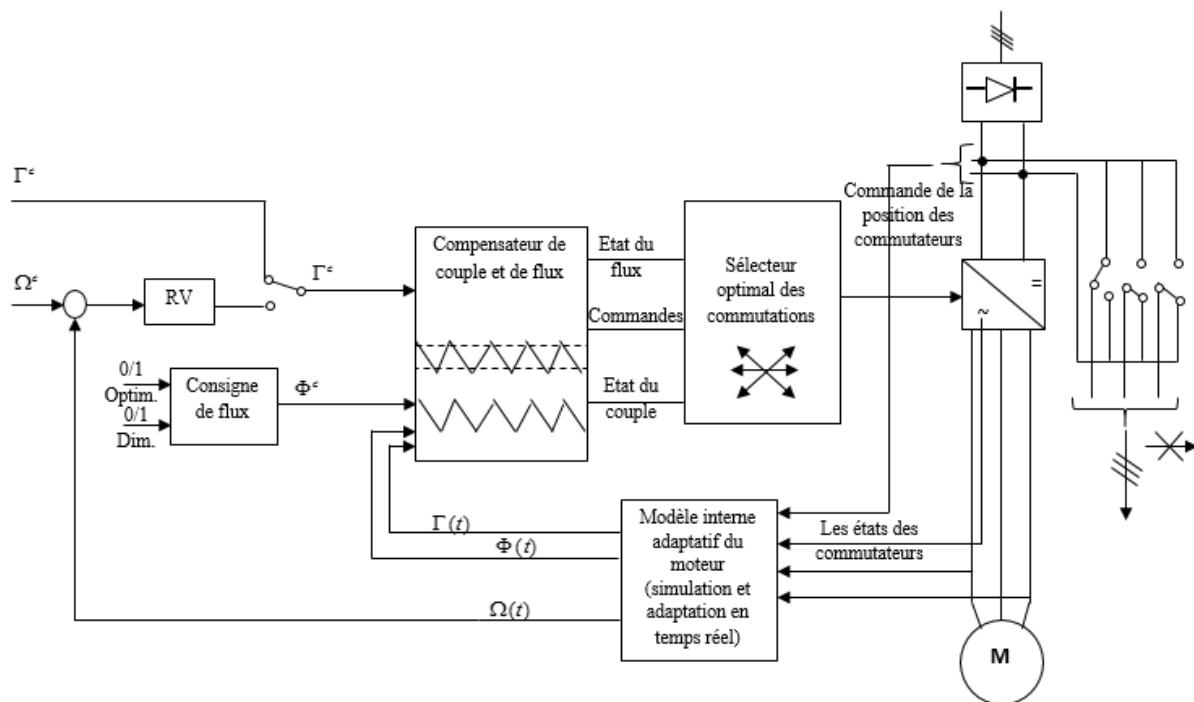 Γᶜ
Ωᶜ
RV
Γᶜ
0/1
Optim.
0/1
Dim.
Consigne
de flux
Φᶜ
Compensateur de
couple et de flux
Etat du
flux
Commandes
Etat du
couple
Sélecteur
optimal des
commutations
Commande de la
position des
commutateurs
=
~
Γ(t)
Φ(t)
Ω(t)
Modèle interne
adaptatif du
moteur
(simulation et
adaptation en
temps réel)
Les états des
commutateurs
M